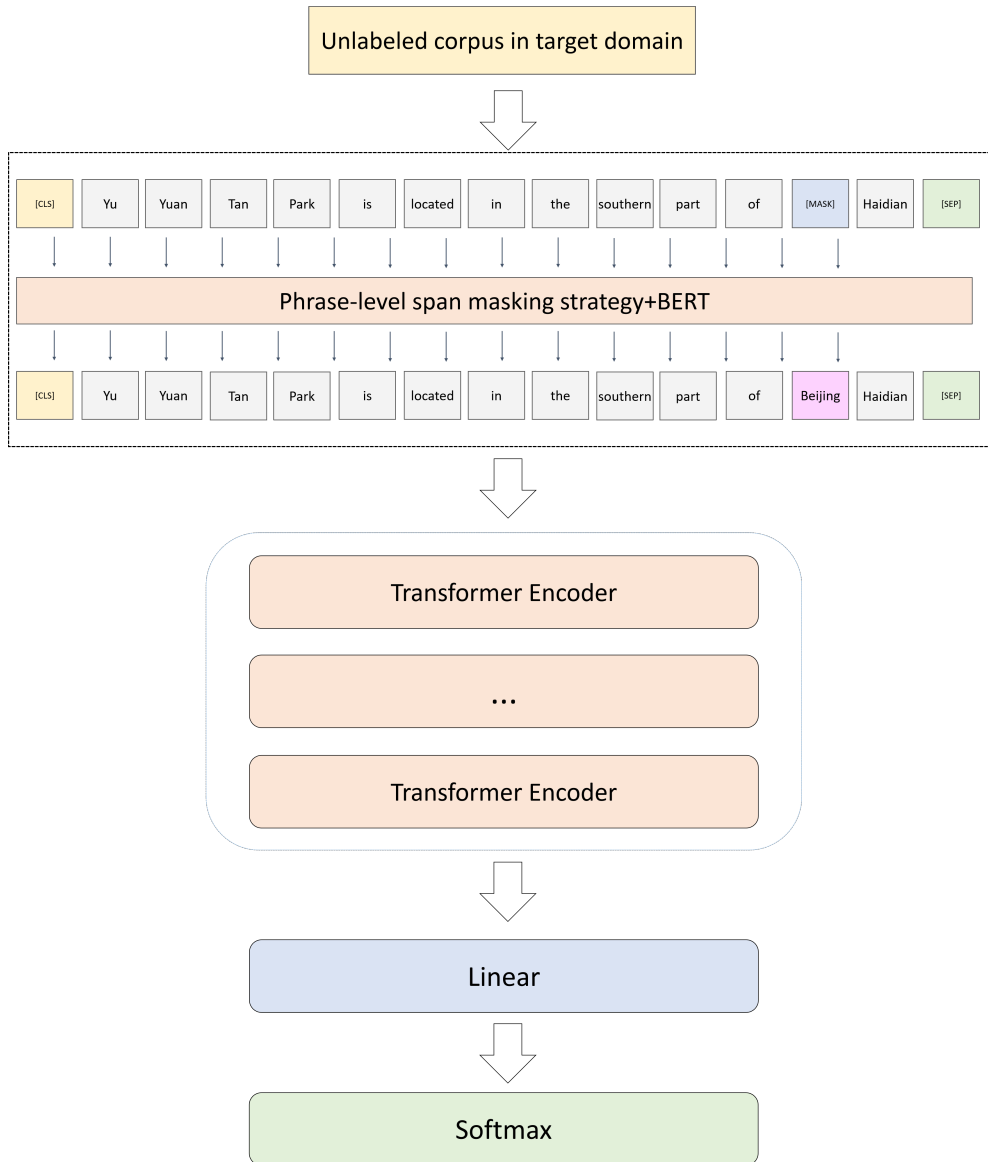 Unlabeled corpus in target domain
[CLS] Yu Yuan Tan Park is located in the southern part of [MASK] Haidian [SEP]
Phrase-level span masking strategy+BERT
[CLS] Yu Yuan Tan Park is located in the southern part of Beijing Haidian [SEP]
Transformer Encoder
...
Transformer Encoder
Linear
Softmax